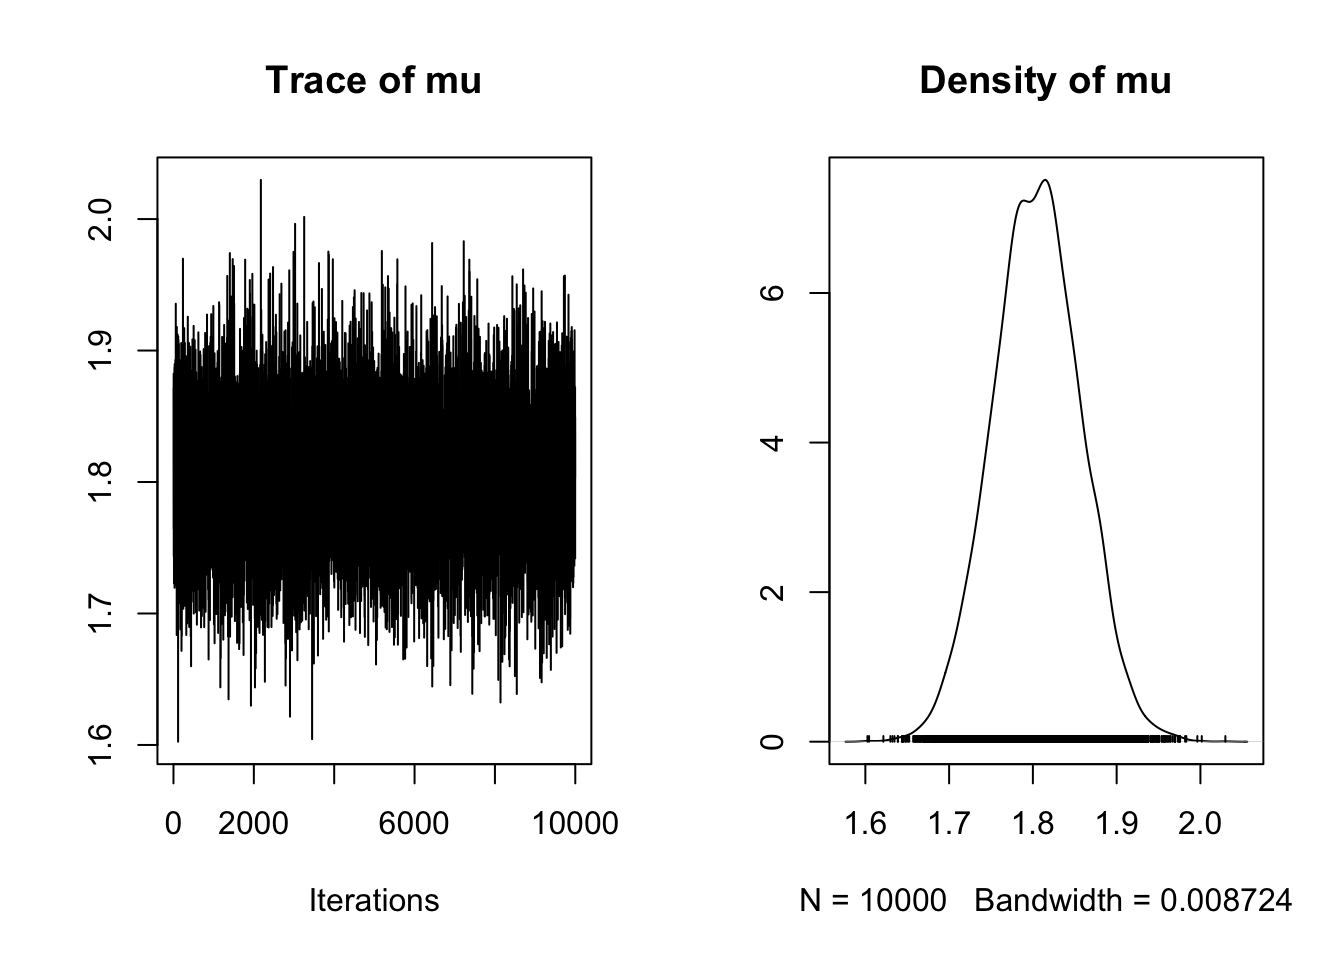 Trace of mu
2.0
1.9
1.8
1.7
1.6
0 2000 6000 10000
Iterations
Density of mu
6
4
2
0
1.6 1.7 1.8 1.9 2.0
N = 10000 Bandwidth = 0.008724